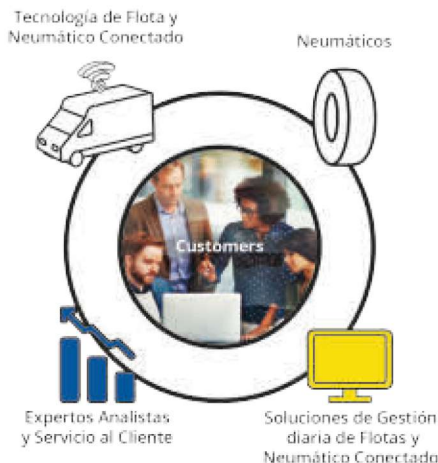 Tecnología de Flota y
Neumático Conectado
Neumáticos
Customers
Expertos Analistas
y Servicio al Cliente
Soluciones de Gestión
diaria de Flotas y
Neumático Conectado